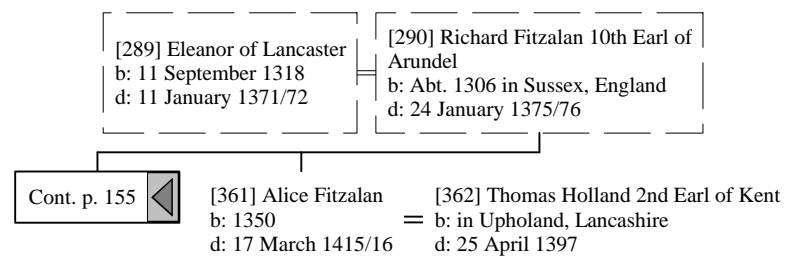 [289] Eleanor of Lancaster
b: 11 September 1318
d: 11 January 1371/72
[290] Richard Fitzalan 10th Earl of
Arundel
b: Abt. 1306 in Sussex, England
d: 24 January 1375/76
Cont. p. 155
[361] Alice Fitzalan
b: 1350
d: 17 March 1415/16
[362] Thomas Holland 2nd Earl of Kent
b: in Upholand, Lancashire
d: 25 April 1397